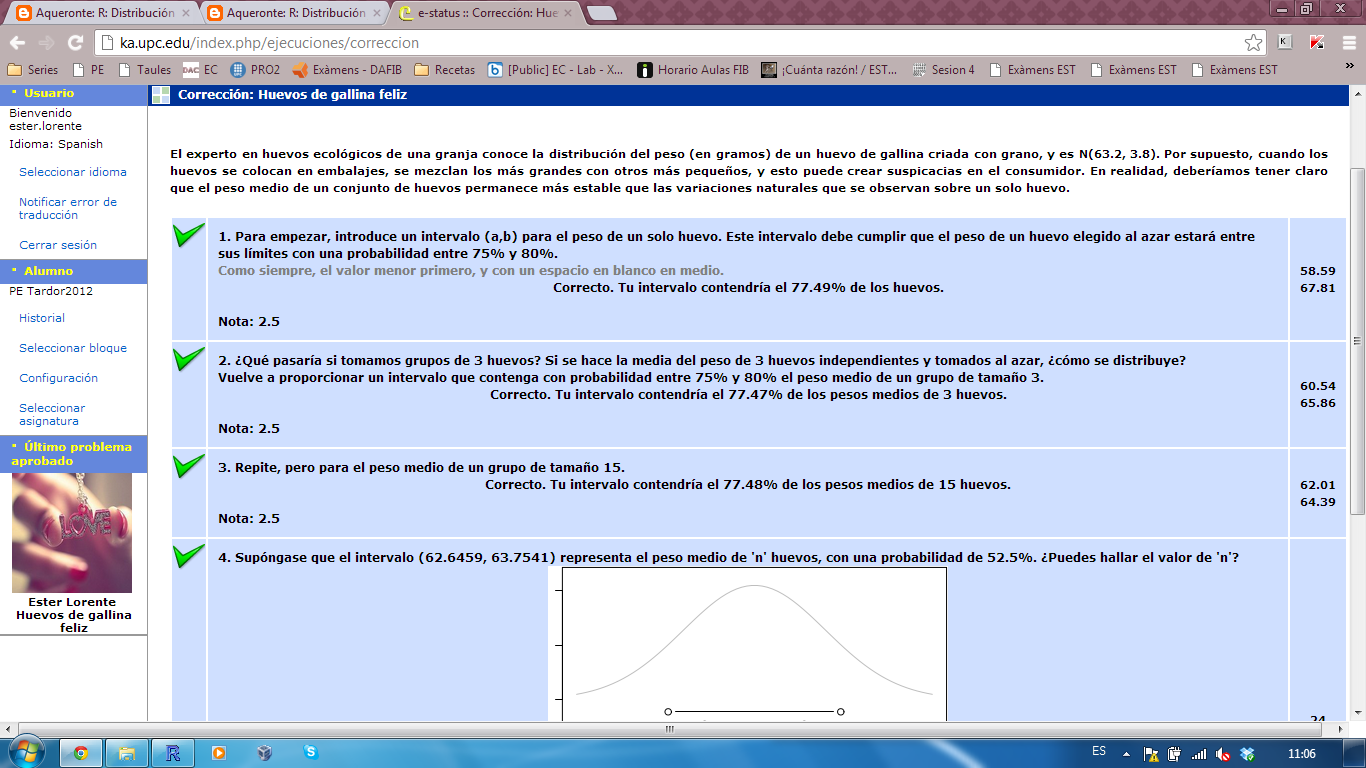 Aqueronte: R: Distribución
Aqueronte: R: Distribución
e-status :: Corrección: Hue
ka.upc.edu/index.php/ejecuciones/correccion
Series
PE
Taules
DAC EC
PRO2
Exàmens - DAFIB
Recetas
[Public] EC - Lab - X...
Horario Aulas FIB
¡Cuánta razón! / EST...
Sesion 4
Exàmens EST
Exàmens EST
Exàmens EST
»
Usuario
Bienvenido
ester.lorente
Idioma: Spanish
Seleccionar idioma
Notificar error de
traducción
Cerrar sesión
Alumno
PE Tardor2012
Historial
Seleccionar bloque
Configuración
Seleccionar
asignatura
Último problema
aprobado
LOVE
Ester Lorente
Huevos de gallina
feliz
Corrección: Huevos de gallina feliz
El experto en huevos ecológicos de una granja conoce la distribución del peso (en gramos) de un huevo de gallina criada con grano, y es N(63.2, 3.8). Por supuesto, cuando los
huevos se colocan en embalajes, se mezclan los más grandes con otros más pequeños, y esto puede crear suspicacias en el consumidor. En realidad, deberíamos tener claro
que el peso medio de un conjunto de huevos permanece más estable que las variaciones naturales que se observan sobre un solo huevo.
1. Para empezar, introduce un intervalo (a,b) para el peso de un solo huevo. Este intervalo debe cumplir que el peso de un huevo elegido al azar estará entre
sus límites con una probabilidad entre 75% y 80%.
Como siempre, el valor menor primero, y con un espacio en blanco en medio.
Correcto. Tu intervalo contendría el 77.49% de los huevos.
Nota: 2.5
58.59
67.81
2. ¿Qué pasaría si tomamos grupos de 3 huevos? Si se hace la media del peso de 3 huevos independientes y tomados al azar, ¿cómo se distribuye?
Vuelve a proporcionar un intervalo que contenga con probabilidad entre 75% y 80% el peso medio de un grupo de tamaño 3.
Correcto. Tu intervalo contendría el 77.47% de los pesos medios de 3 huevos.
Nota: 2.5
60.54
65.86
3. Repite, pero para el peso medio de un grupo de tamaño 15.
Correcto. Tu intervalo contendría el 77.48% de los pesos medios de 15 huevos.
Nota: 2.5
62.01
64.39
4. Supóngase que el intervalo (62.6459, 63.7541) representa el peso medio de 'n' huevos, con una probabilidad de 52.5%. ¿Puedes hallar el valor de 'n'?
ES
11:06